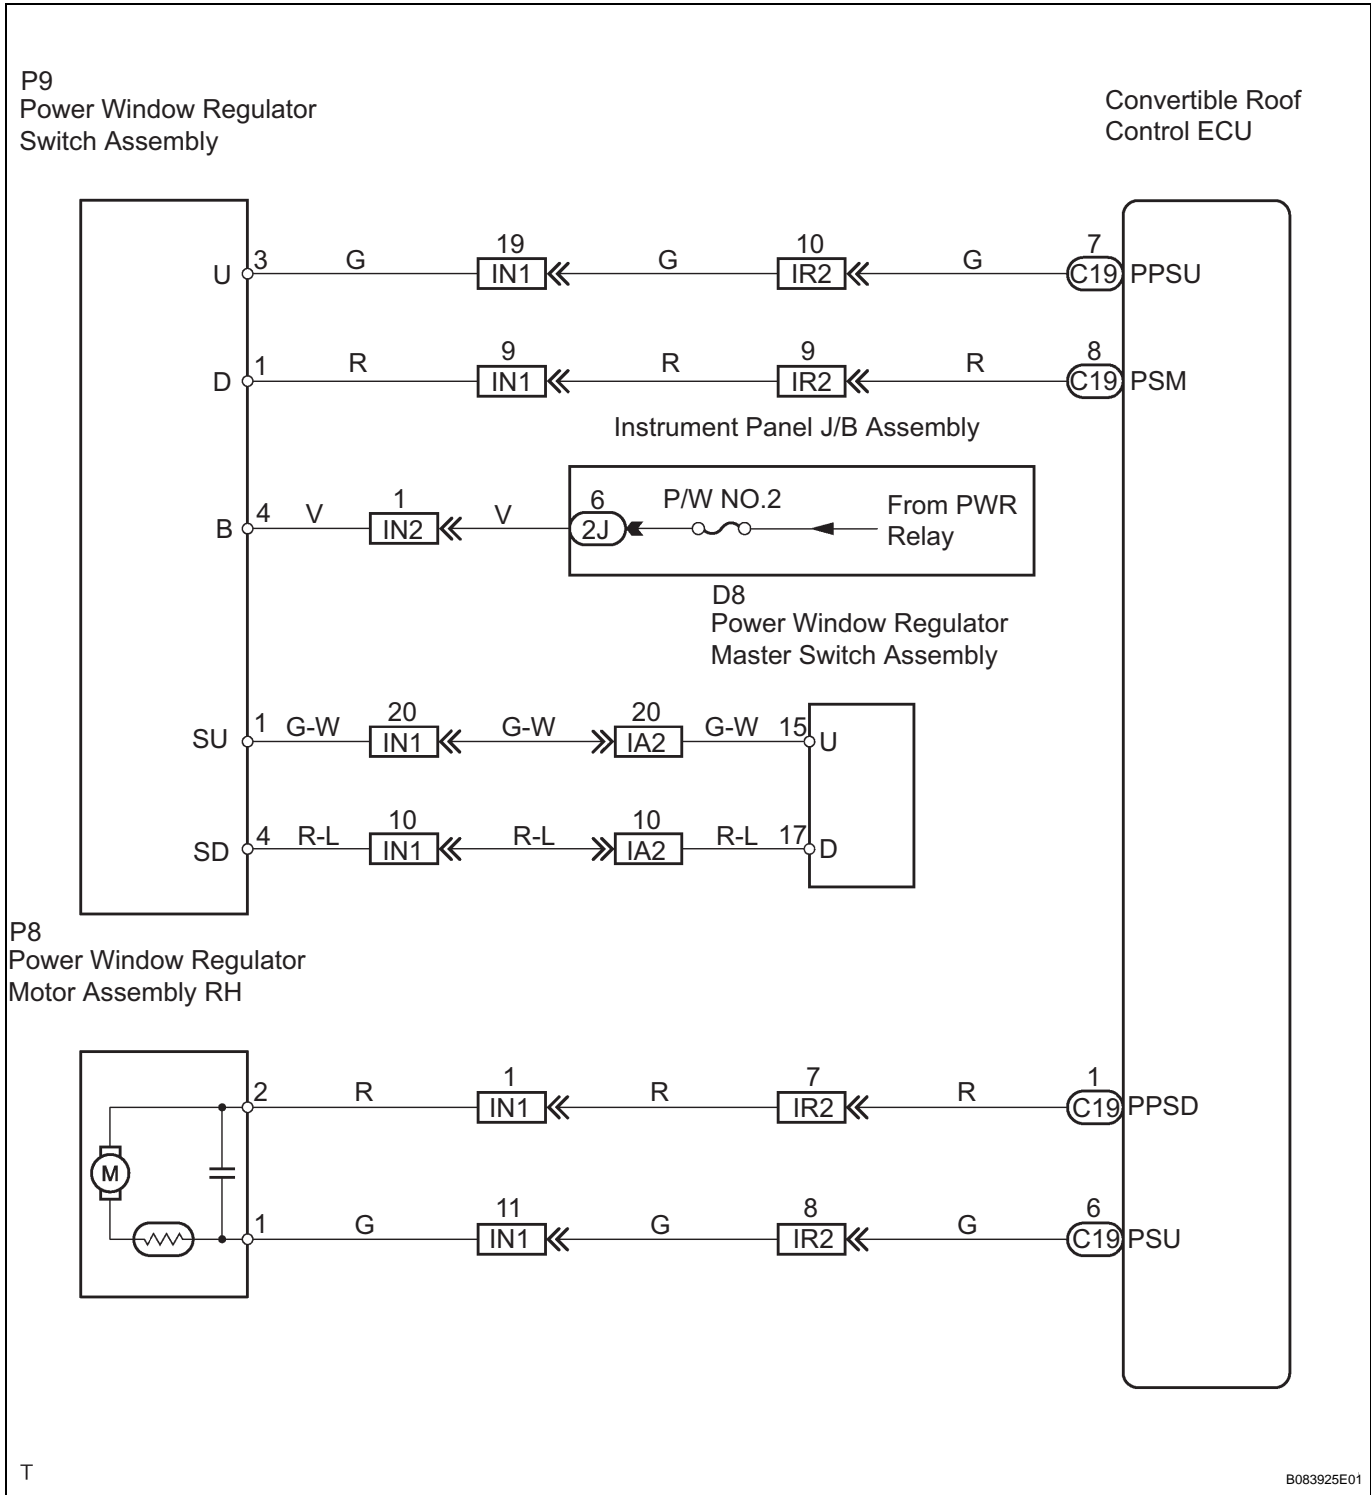 P9
Power Window Regulator
Switch Assembly
Convertible Roof
Control ECU
U 3 G 19 IN1 G 10 IR2 G 7 C19 PPSU
D 1 R 9 IN1 R 9 IR2 R 8 C19 PSM
Instrument Panel J/B Assembly
B 4 V 1 IN2 V 6 2J P/W NO.2 From PWR
Relay
D8
Power Window Regulator
Master Switch Assembly
SU 1 G-W 20 IN1 G-W 20 IA2 G-W 15 U
SD 4 R-L 10 IN1 R-L 10 IA2 R-L 17 D
P8
Power Window Regulator
Motor Assembly RH
2 R 1 IN1 R 7 IR2 R 1 C19 PPSD
M
1 G 11 IN1 G 8 IR2 G 6 C19 PSU
T
B083925E01